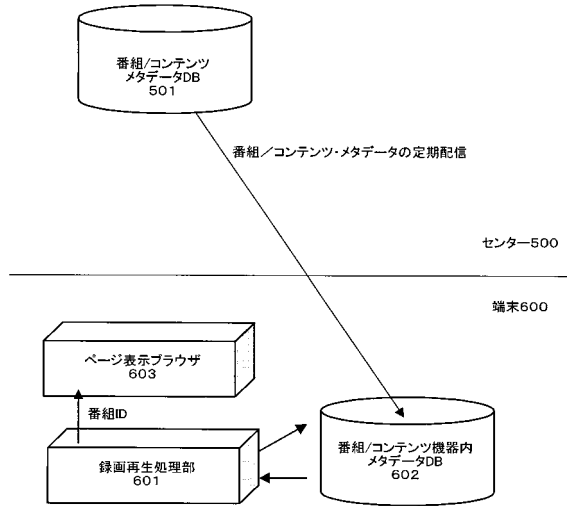 番組/コンテンツ
メタデータDB
501
番組／コンテンツ・メタデータの定期配信
センター500
端末600
ページ表示ブラウザ
603
番組ID
録画再生処理部
601
番組/コンテンツ機器内
メタデータDB
602